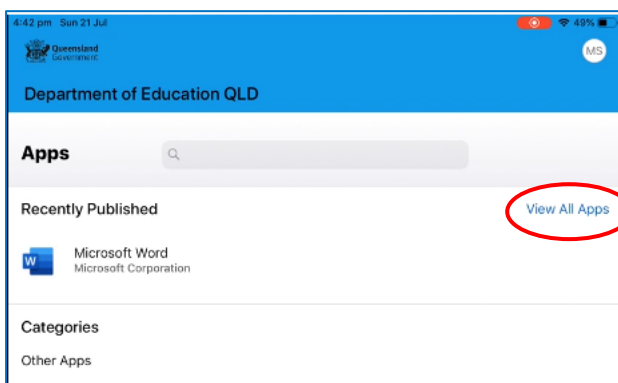 4:42 pm Sun 21 Jul
49%
Queensland
Government
MS
Department of Education QLD
Apps
Recently Published
View All Apps
W
Microsoft Word
Microsoft Corporation
Categories
Other Apps